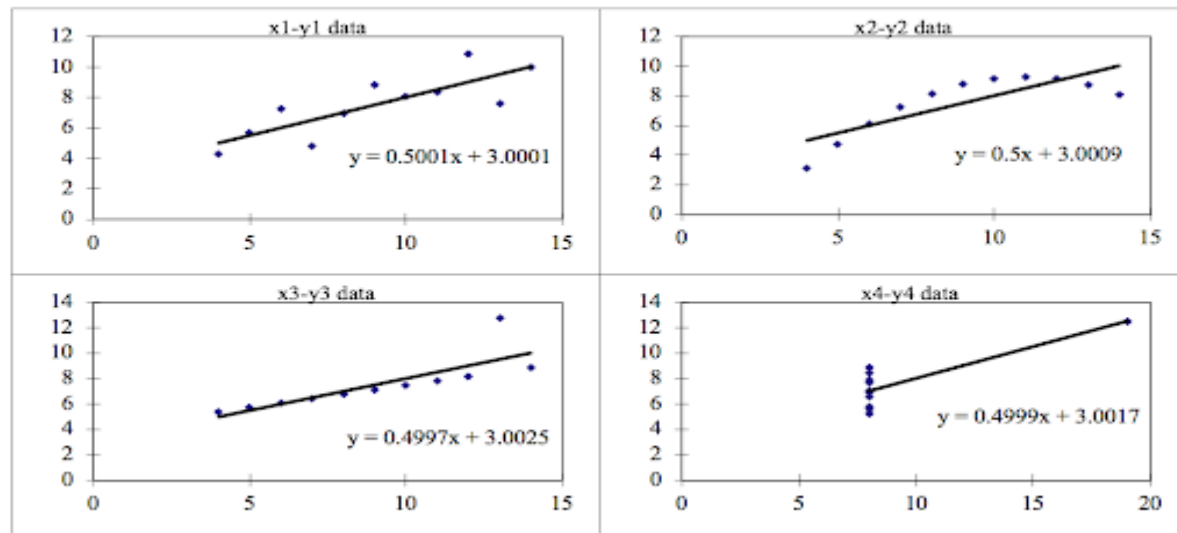 x1-y1 data
12
10
8
6
4
2
0
y = 0.5001x + 3.0001
0 5 10 15
x2-y2 data
12
10
8
6
4
2
0
y = 0.5x + 3.0009
0 5 10 15
x3-y3 data
14
12
10
8
6
4
2
0
y = 0.4997x + 3.0025
0 5 10 15
x4-y4 data
14
12
10
8
6
4
2
0
y = 0.4999x + 3.0017
0 5 10 15 20